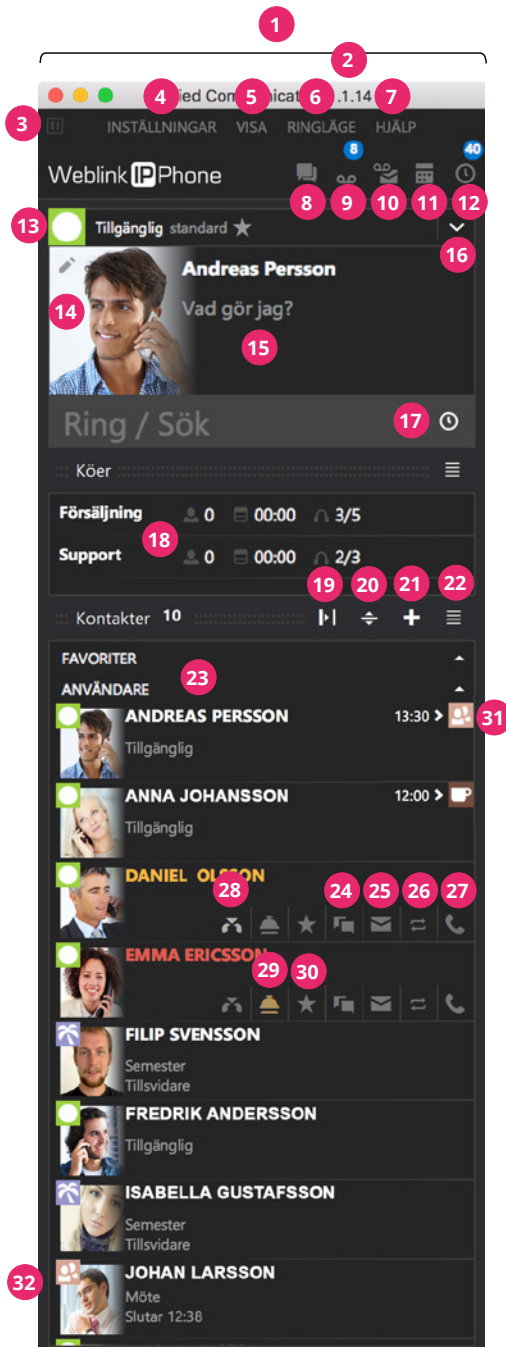 1
2
4 5 6 7
ied Com nicat .1.14
3 INSTÄLLNINGAR VISA RINGLÄGE HJÄLP
8 40
Weblink IP Phone
8 9 10 11 12
13 Tillgänglig standard
16
14 Andreas Persson
Vad gör jag?
15
Ring / Sök 17
Köer
Försäljning 0 00:00 3/5
18
Support 0 00:00 2/3
19 20 21 22
Kontakter 10
FAVORITER
23
ANVÄNDARE
ANDREAS PERSSON 13:30 31
Tillgänglig
ANNA JOHANSSON 12:00
Tillgänglig
DANIEL OLSSON
28 24 25 26 27
EMMA ERICSSON
29 30
FILIP SVENSSON
Semester
Tillsvidare
FREDRIK ANDERSSON
Tillgänglig
ISABELLA GUSTAFSSON
Semester
Tillsvidare
32 JOHAN LARSSON
Möte
Slutar 12:38